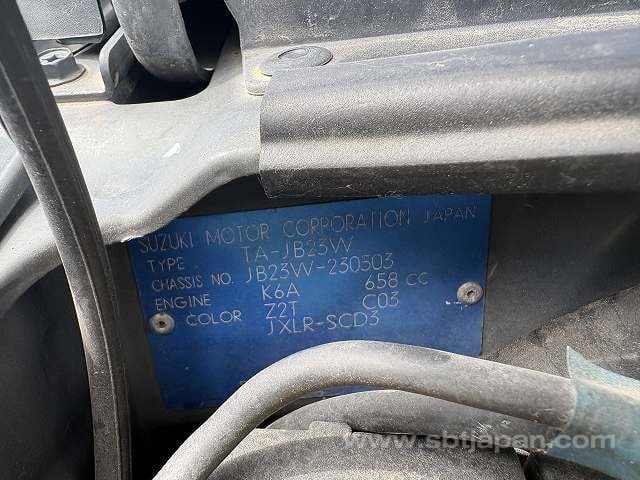 SUZUKI MOTOR CORPORATION JAPAN
TYPE TA-JB23W
CHASSIS NO. JB23W-230503
ENGINE K6A 658 CC
COLOR Z2T C03
JXLR-SCD3
www.sbtjapan.com